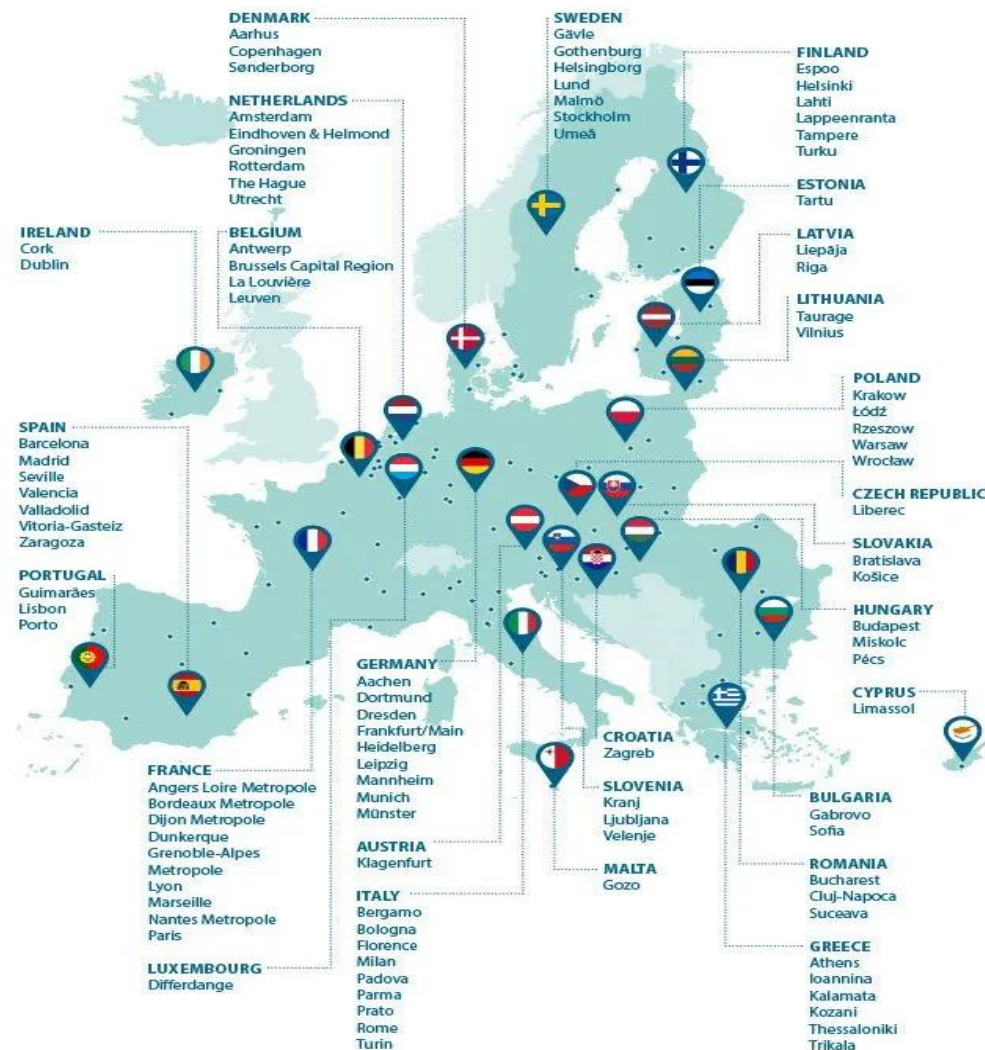 DENMARK
Aarhus
Copenhagen
Sønderborg
SWEDEN
Gävle
Gothenburg
Helsingborg
Lund
Malmö
Stockholm
Umeå
FINLAND
Espoo
Helsinki
Lahti
Lappeenranta
Tampere
Turku
NETHERLANDS
Amsterdam
Eindhoven & Helmond
Groningen
Rotterdam
The Hague
Utrecht
ESTONIA
Tartu
IRELAND
Cork
Dublin
BELGIUM
Antwerp
Brussels Capital Region
La Louvière
Leuven
LATVIA
Liepāja
Riga
LITHUANIA
Taurage
Vilnius
POLAND
Krakow
Łódź
Rzeszow
Warsaw
Wrocław
SPAIN
Barcelona
Madrid
Seville
Valencia
Valladolid
Vitoria-Gasteiz
Zaragoza
CZECH REPUBLIC
Liberec
SLOVAKIA
Bratislava
Košice
PORTUGAL
Guimarães
Lisbon
Porto
HUNGARY
Budapest
Miskolc
Pécs
CYPRUS
Limassol
GERMANY
Aachen
Dortmund
Dresden
Frankfurt/Main
Heidelberg
Leipzig
Mannheim
Munich
Münster
CROATIA
Zagreb
FRANCE
Angers Loire Metropole
Bordeaux Metropole
Dijon Metropole
Dunkerque
Grenoble-Alpes
Metropole
Lyon
Marseille
Nantes Metropole
Paris
SLOVENIA
Kranj
Ljubljana
Velenje
BULGARIA
Gabrovo
Sofia
AUSTRIA
Klagenfurt
MALTA
Gozo
ROMANIA
Bucharest
Cluj-Napoca
Suceava
ITALY
Bergamo
Bologna
Florence
Milan
Padova
Parma
Prato
Rome
Turin
LUXEMBOURG
Differdange
GREECE
Athens
Ioannina
Kalamata
Kozani
Thessaloniki
Trikala